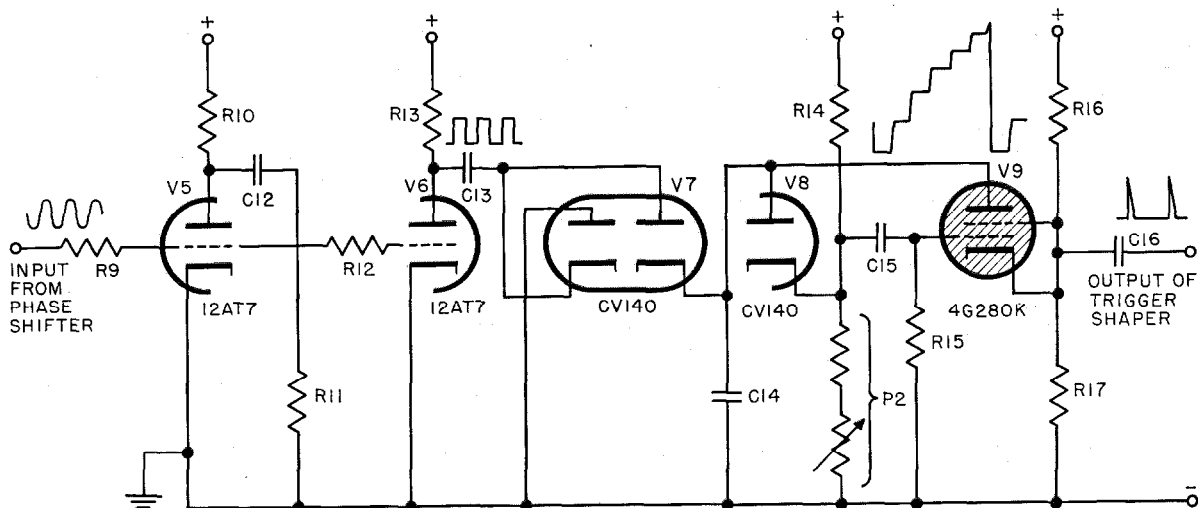 +
+
+
+
R10
R13
R14
R16
V5
C12
V6
C13
V7
V8
V9
C15
C16
INPUT
FROM
PHASE
SHIFTER
R9
12AT7
R12
12AT7
CV140
CV140
4G280K
OUTPUT OF
TRIGGER
SHAPER
R11
C14
P2
R15
R17
-